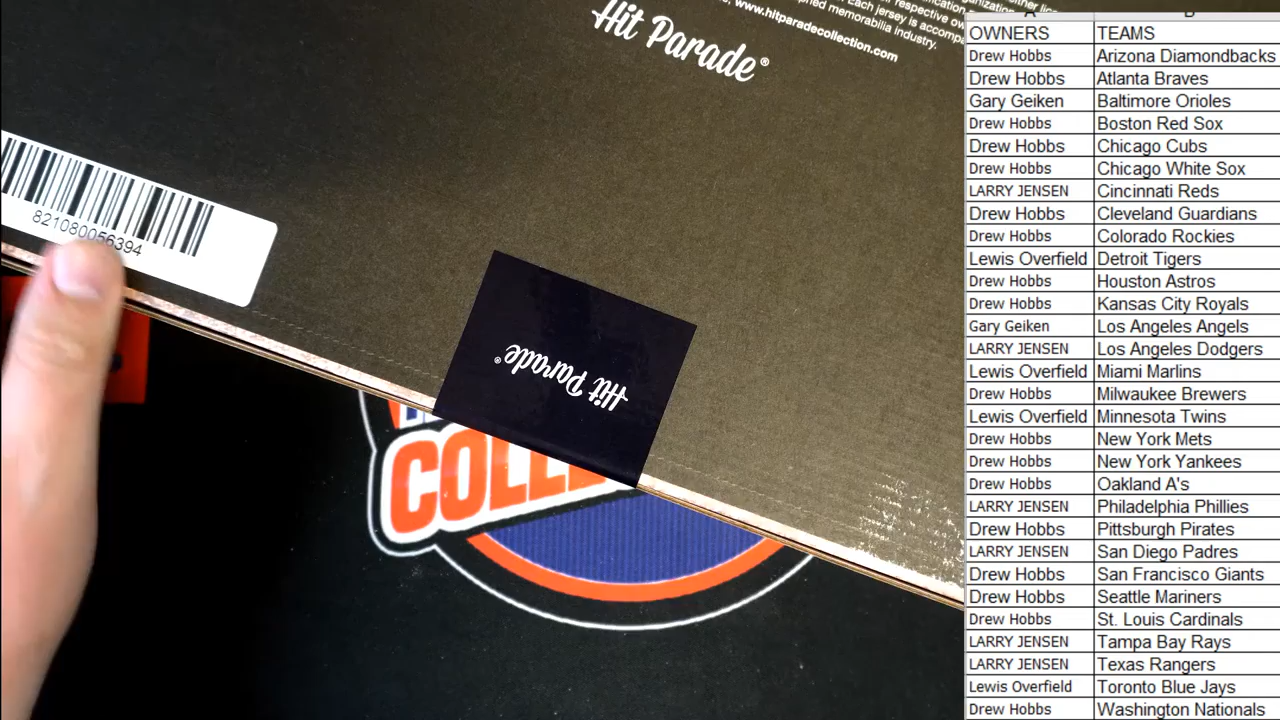 Hit Parade®
www.hitparadecollection.com
memorabilia industry.
Each jersey is
821080056394
Hit Parade®
COLLE
OWNERS TEAMS
Drew Hobbs Arizona Diamondbacks
Drew Hobbs Atlanta Braves
Gary Geiken Baltimore Orioles
Drew Hobbs Boston Red Sox
Drew Hobbs Chicago Cubs
Drew Hobbs Chicago White Sox
LARRY JENSEN Cincinnati Reds
Drew Hobbs Cleveland Guardians
Drew Hobbs Colorado Rockies
Lewis Overfield Detroit Tigers
Drew Hobbs Houston Astros
Drew Hobbs Kansas City Royals
Gary Geiken Los Angeles Angels
LARRY JENSEN Los Angeles Dodgers
Lewis Overfield Miami Marlins
Drew Hobbs Milwaukee Brewers
Lewis Overfield Minnesota Twins
Drew Hobbs New York Mets
Drew Hobbs New York Yankees
Drew Hobbs Oakland A's
LARRY JENSEN Philadelphia Phillies
Drew Hobbs Pittsburgh Pirates
LARRY JENSEN San Diego Padres
Drew Hobbs San Francisco Giants
Drew Hobbs Seattle Mariners
Drew Hobbs St. Louis Cardinals
LARRY JENSEN Tampa Bay Rays
LARRY JENSEN Texas Rangers
Lewis Overfield Toronto Blue Jays
Drew Hobbs Washington Nationals